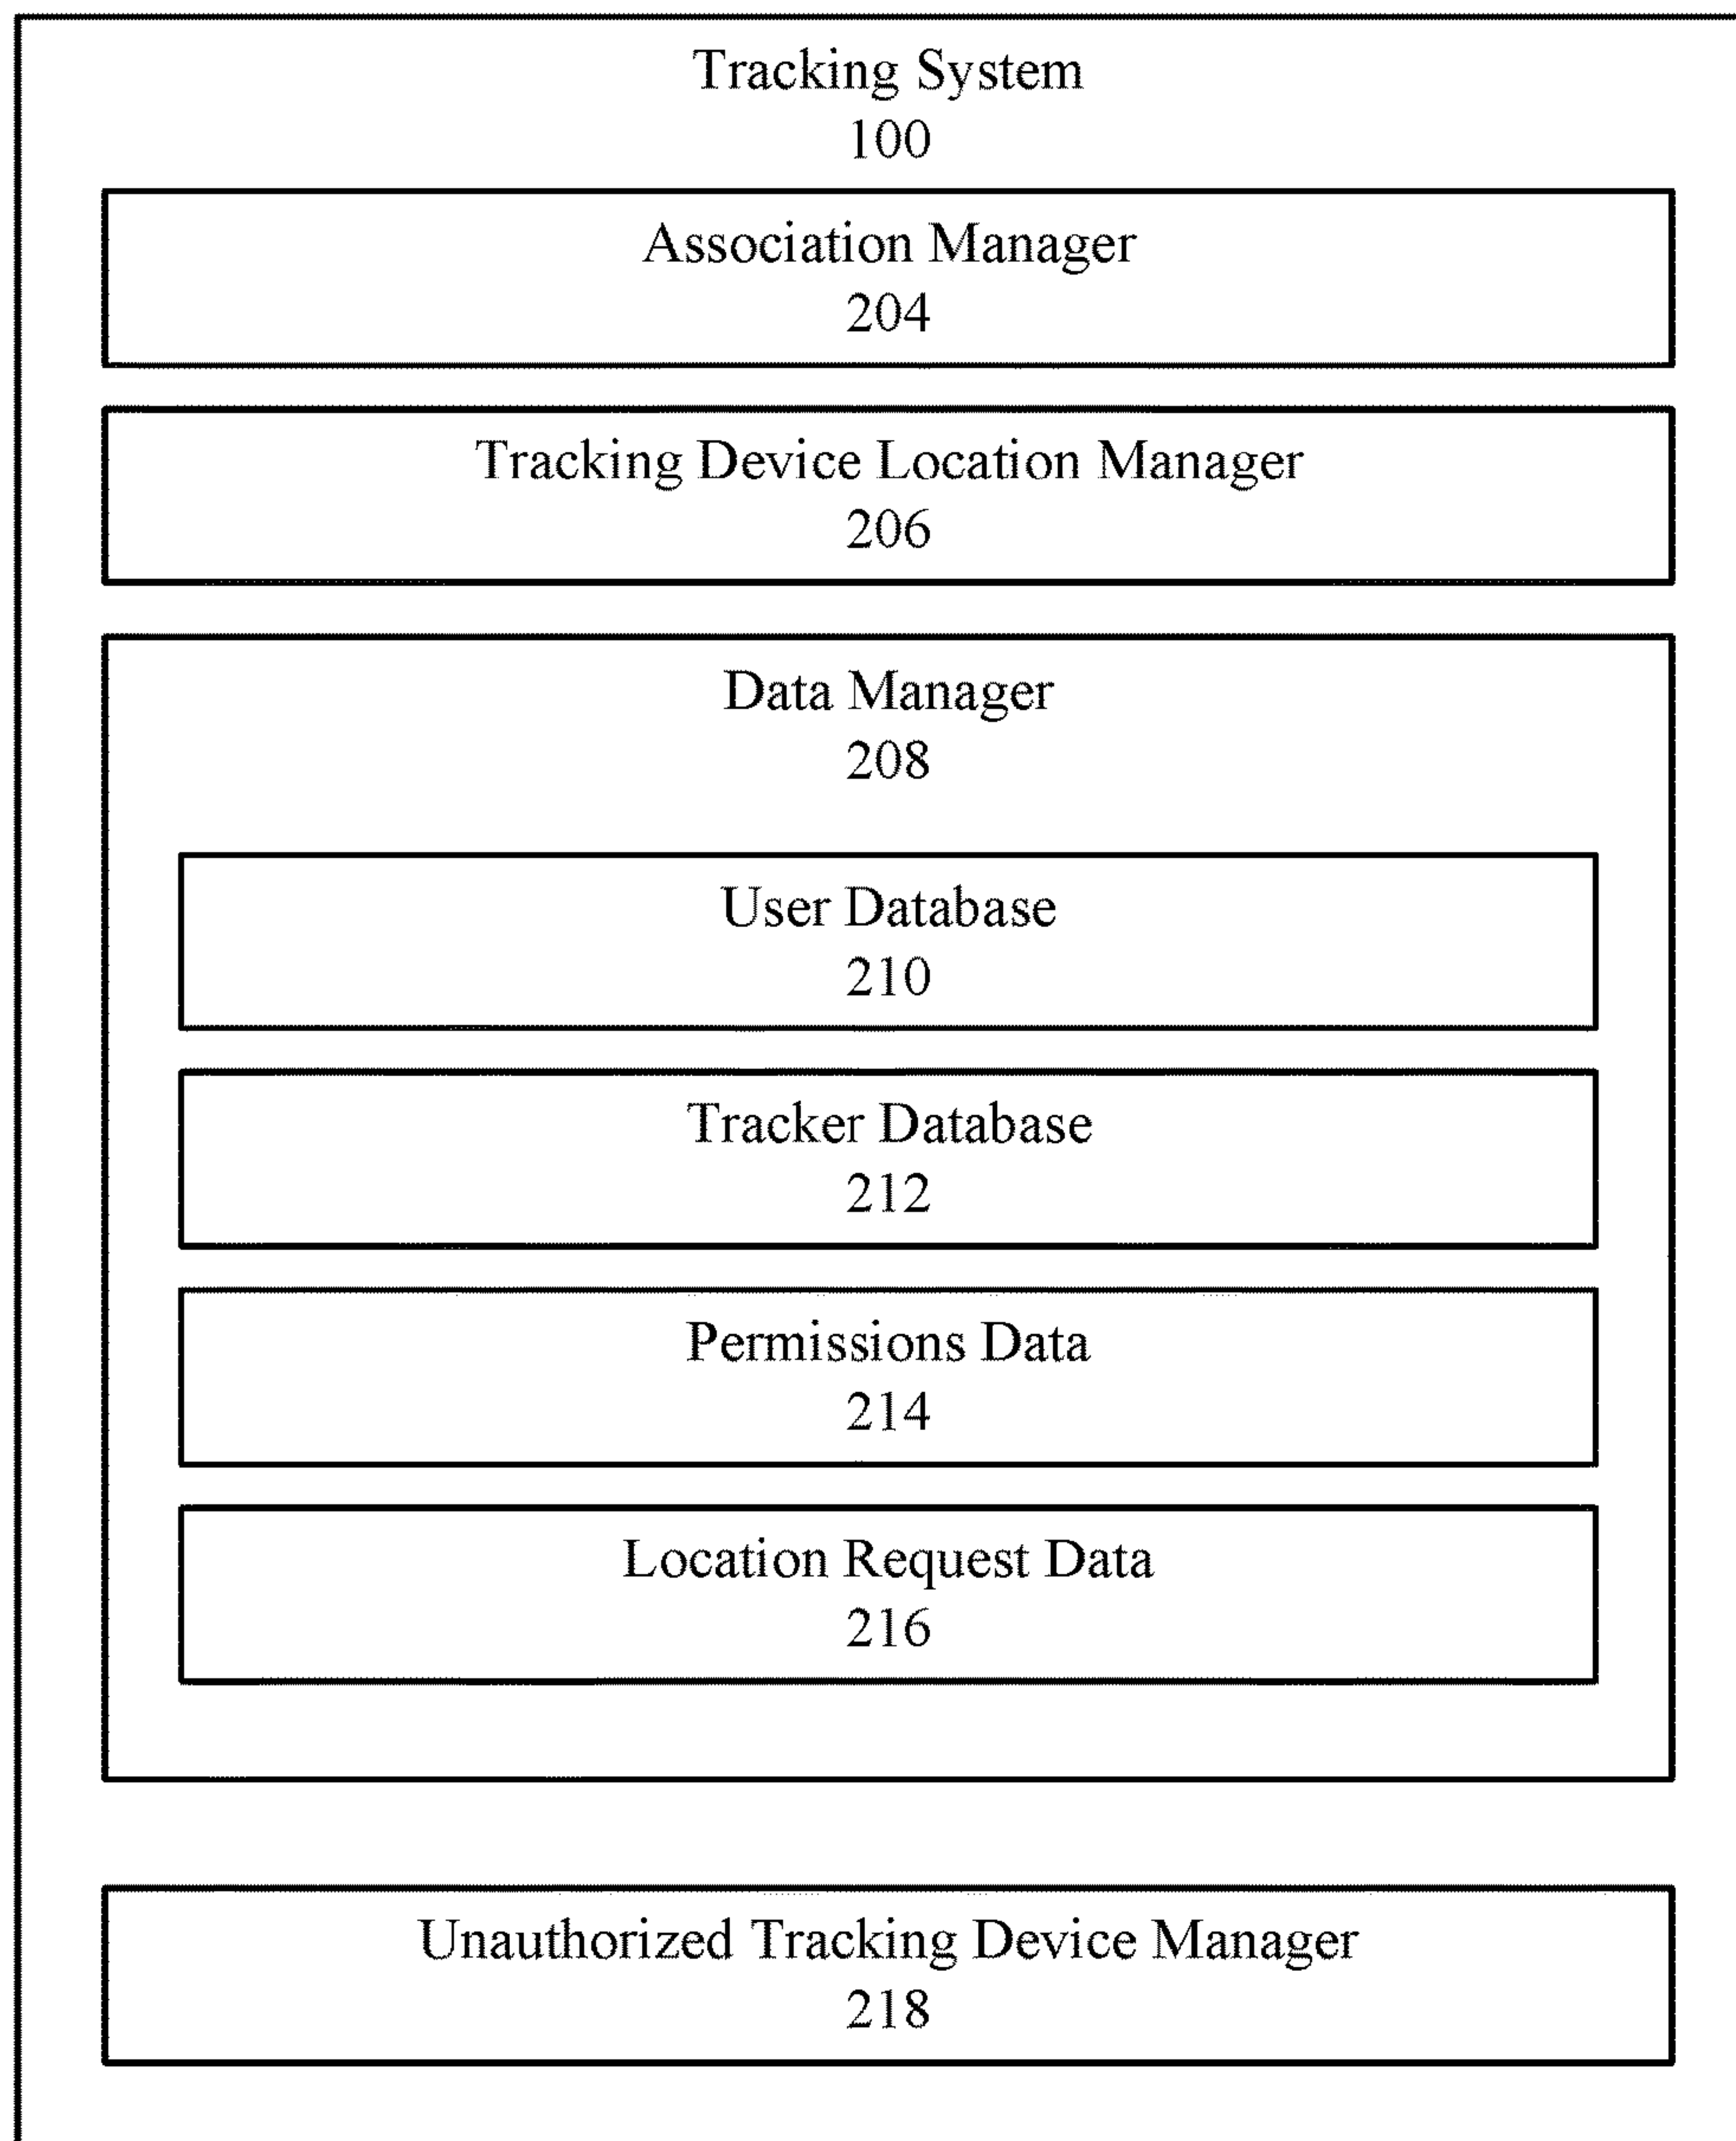 Tracking System
100
Association Manager
204
Tracking Device Location Manager
206
Data Manager
208
User Database
210
Tracker Database
212
Permissions Data
214
Location Request Data
216
Unauthorized Tracking Device Manager
218